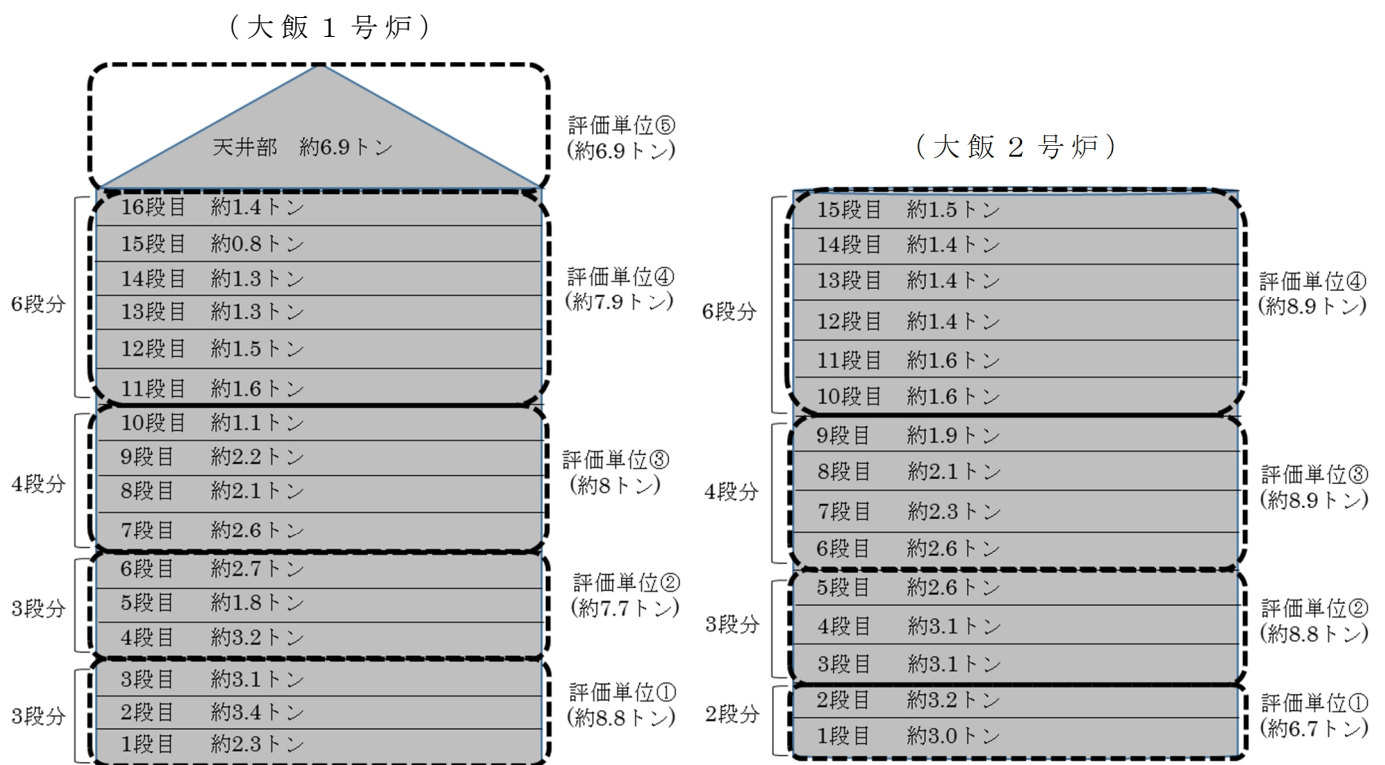 (大飯1号炉)
天井部 約6.9トン
評価単位⑤
(約6.9トン)
6段分
16段目 約1.4トン
15段目 約0.8トン
14段目 約1.3トン
13段目 約1.3トン
12段目 約1.5トン
11段目 約1.6トン
評価単位④
(約7.9トン)
4段分
10段目 約1.1トン
9段目 約2.2トン
8段目 約2.1トン
7段目 約2.6トン
評価単位③
(約8トン)
3段分
6段目 約2.7トン
5段目 約1.8トン
4段目 約3.2トン
評価単位②
(約7.7トン)
3段分
3段目 約3.1トン
2段目 約3.4トン
1段目 約2.3トン
評価単位①
(約8.8トン)
(大飯2号炉)
6段分
15段目 約1.5トン
14段目 約1.4トン
13段目 約1.4トン
12段目 約1.4トン
11段目 約1.6トン
10段目 約1.6トン
評価単位④
(約8.9トン)
4段分
9段目 約1.9トン
8段目 約2.1トン
7段目 約2.3トン
6段目 約2.6トン
評価単位③
(約8.9トン)
3段分
5段目 約2.6トン
4段目 約3.1トン
3段目 約3.1トン
評価単位②
(約8.8トン)
2段分
2段目 約3.2トン
1段目 約3.0トン
評価単位①
(約6.7トン)